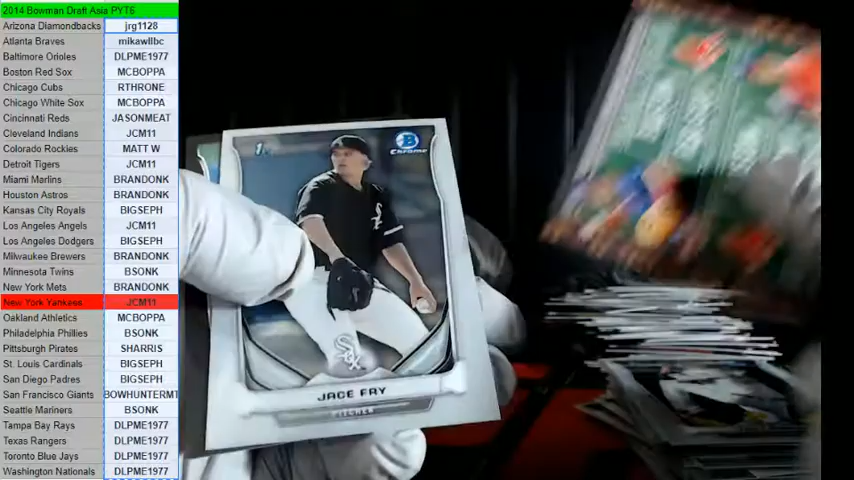 2014 Bowman Draft Asia PYT6
Arizona Diamondbacks jrg1128
Atlanta Braves mikawllbc
Baltimore Orioles DLPME1977
Boston Red Sox MCBOPPA
Chicago Cubs RTHRONE
Chicago White Sox MCBOPPA
Cincinnati Reds JASONMEAT
Cleveland Indians JCM11
Colorado Rockies MATT W
Detroit Tigers JCM11
Miami Marlins BRANDONK
Houston Astros BRANDONK
Kansas City Royals BIGSEPH
Los Angeles Angels JCM11
Los Angeles Dodgers BIGSEPH
Milwaukee Brewers BRANDONK
Minnesota Twins BSONK
New York Mets BRANDONK
New York Yankees JCM11
Oakland Athletics MCBOPPA
Philadelphia Phillies BSONK
Pittsburgh Pirates SHARRIS
St. Louis Cardinals BIGSEPH
San Diego Padres BIGSEPH
San Francisco Giants BOWHUNTERMT
Seattle Mariners BSONK
Tampa Bay Rays DLPME1977
Texas Rangers DLPME1977
Toronto Blue Jays DLPME1977
Washington Nationals DLPME1977
1st
B
Chrome
Sox
Sox
JACE FRY